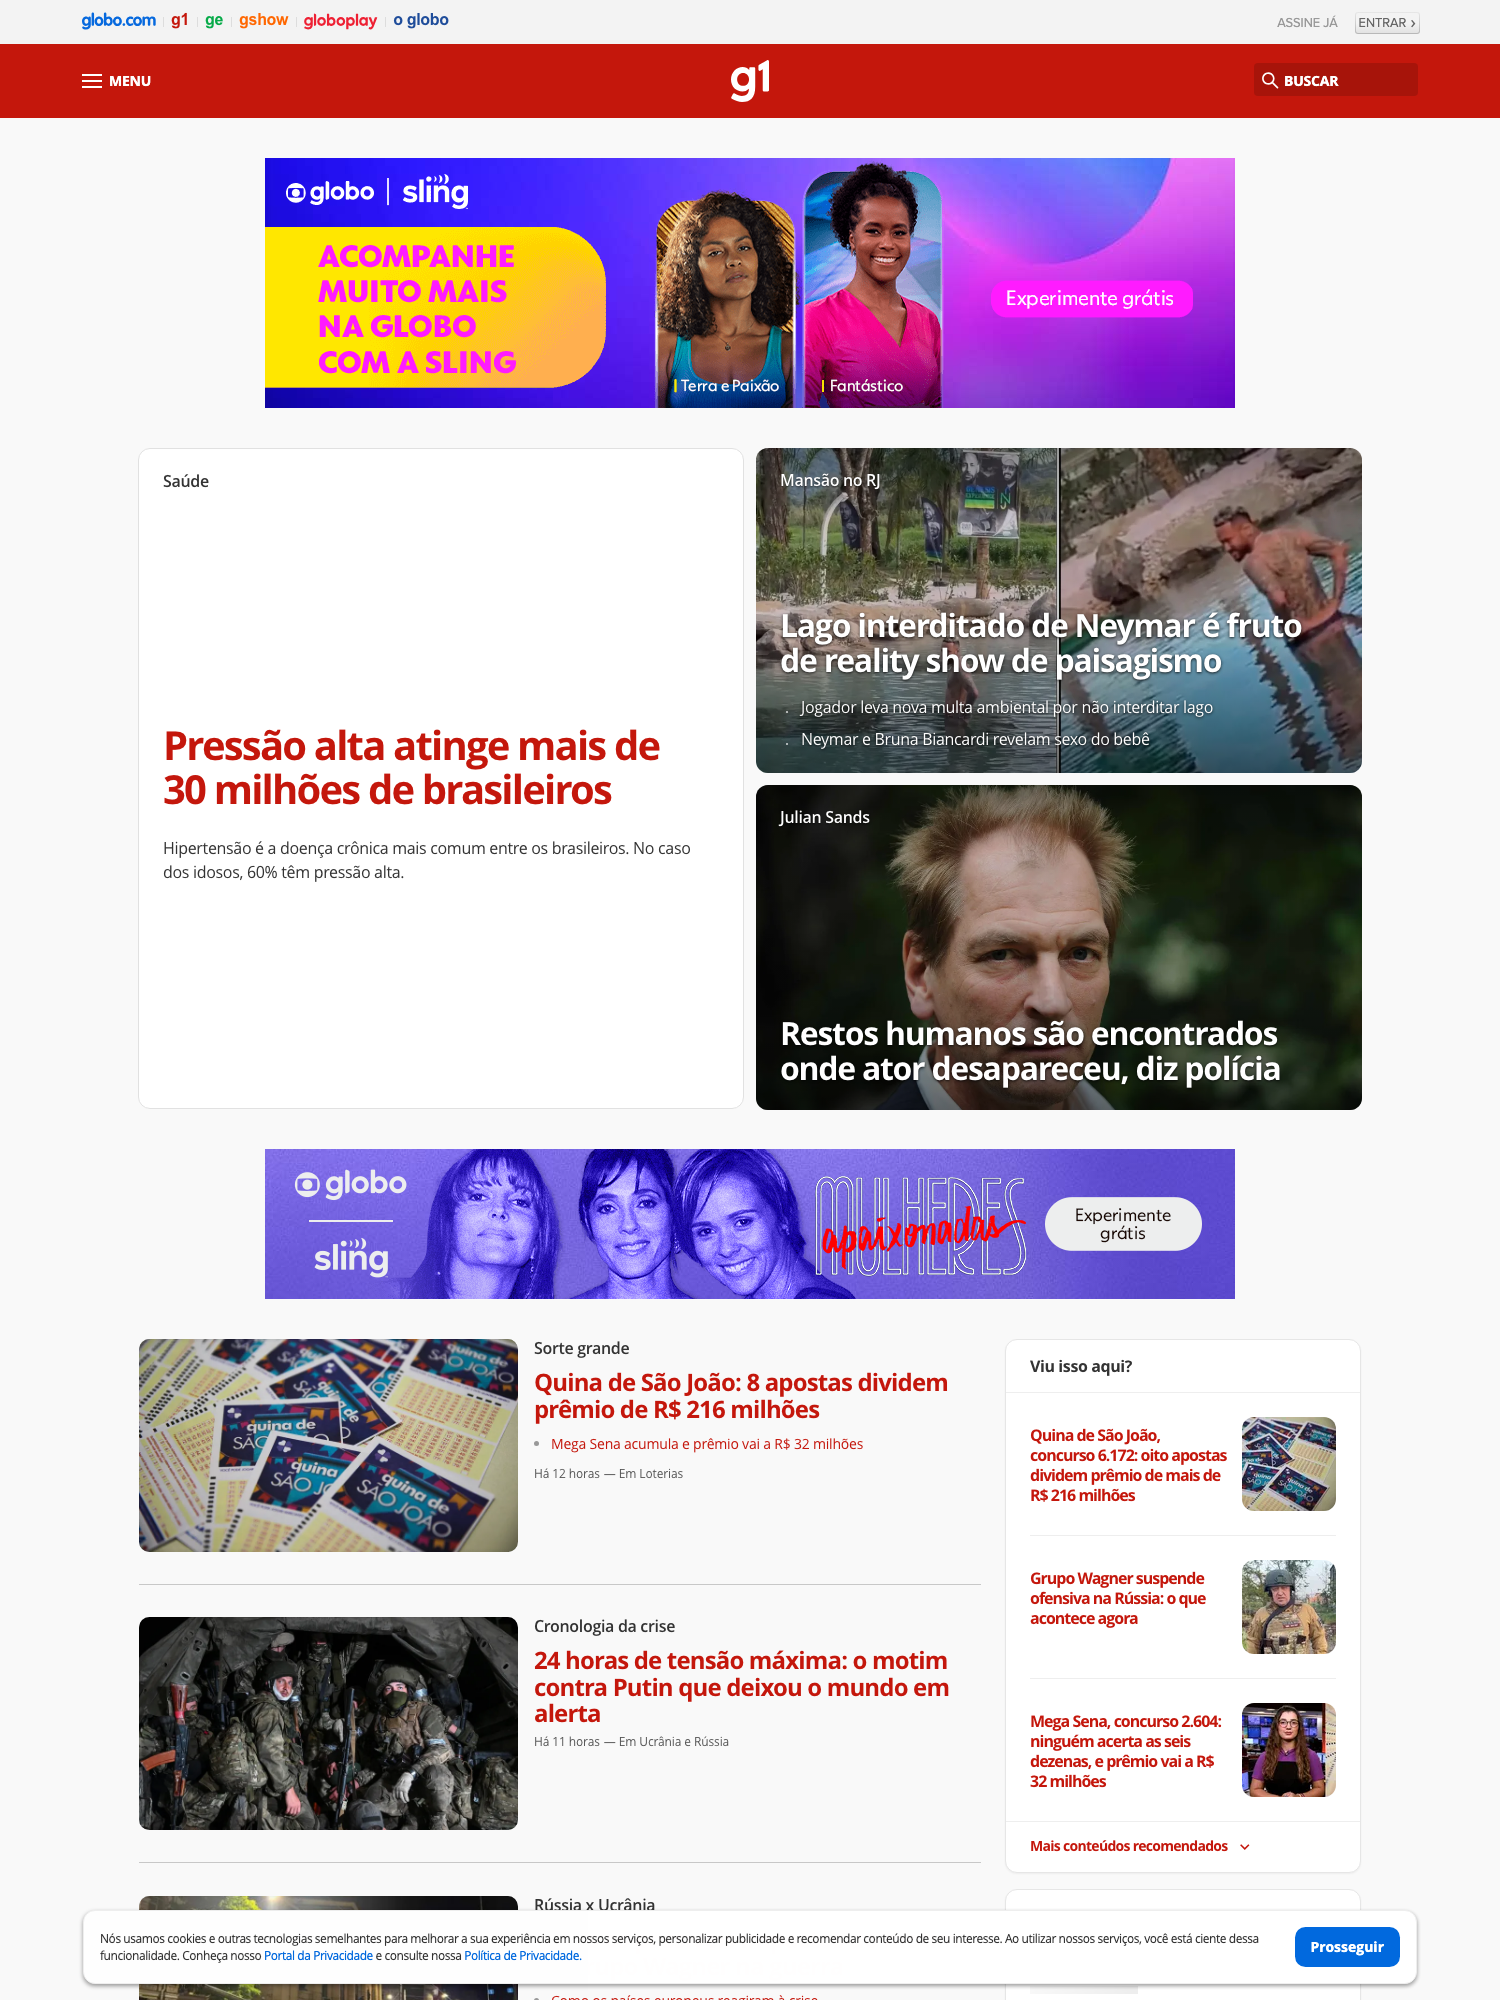 globo.com g1 ge gshow globoplay o globo
ASSINE JÁ ENTRAR ›
MENU
g1
BUSCAR
globo | sling
ACOMPANHE
MUITO MAIS
NA GLOBO
COM A SLING
Terra e Paixão
Fantástico
Experimente grátis
Saúde
Pressão alta atinge mais de
30 milhões de brasileiros
Hipertensão é a doença crônica mais comum entre os brasileiros. No caso
dos idosos, 60% têm pressão alta.
Mansão no RJ
Lago interditado de Neymar é fruto
de reality show de paisagismo
. Jogador leva nova multa ambiental por não interditar lago
. Neymar e Bruna Biancardi revelam sexo do bebê
Julian Sands
Restos humanos são encontrados
onde ator desapareceu, diz polícia
globo
sling
MULHERES
apaixonadas
Experimente
grátis
quina de
SÃO JOÃO
quina
SÃO JOÃO
quina de
SÃO JOÃO
Sorte grande
Quina de São João: 8 apostas dividem
prêmio de R$ 216 milhões
• Mega Sena acumula e prêmio vai a R$ 32 milhões
Há 12 horas — Em Loterias
Cronologia da crise
24 horas de tensão máxima: o motim
contra Putin que deixou o mundo em
alerta
Há 11 horas — Em Ucrânia e Rússia
Rússia x Ucrânia
• Como os países europeus reagiram à crise
Viu isso aqui?
Quina de São João,
concurso 6.172: oito apostas
dividem prêmio de mais de
R$ 216 milhões
Grupo Wagner suspende
ofensiva na Rússia: o que
acontece agora
Mega Sena, concurso 2.604:
ninguém acerta as seis
dezenas, e prêmio vai a R$
32 milhões
Mais conteúdos recomendados
Nós usamos cookies e outras tecnologias semelhantes para melhorar a sua experiência em nossos serviços, personalizar publicidade e recomendar conteúdo de seu interesse. Ao utilizar nossos serviços, você está ciente dessa
funcionalidade. Conheça nosso Portal da Privacidade e consulte nossa Política de Privacidade.
Prosseguir